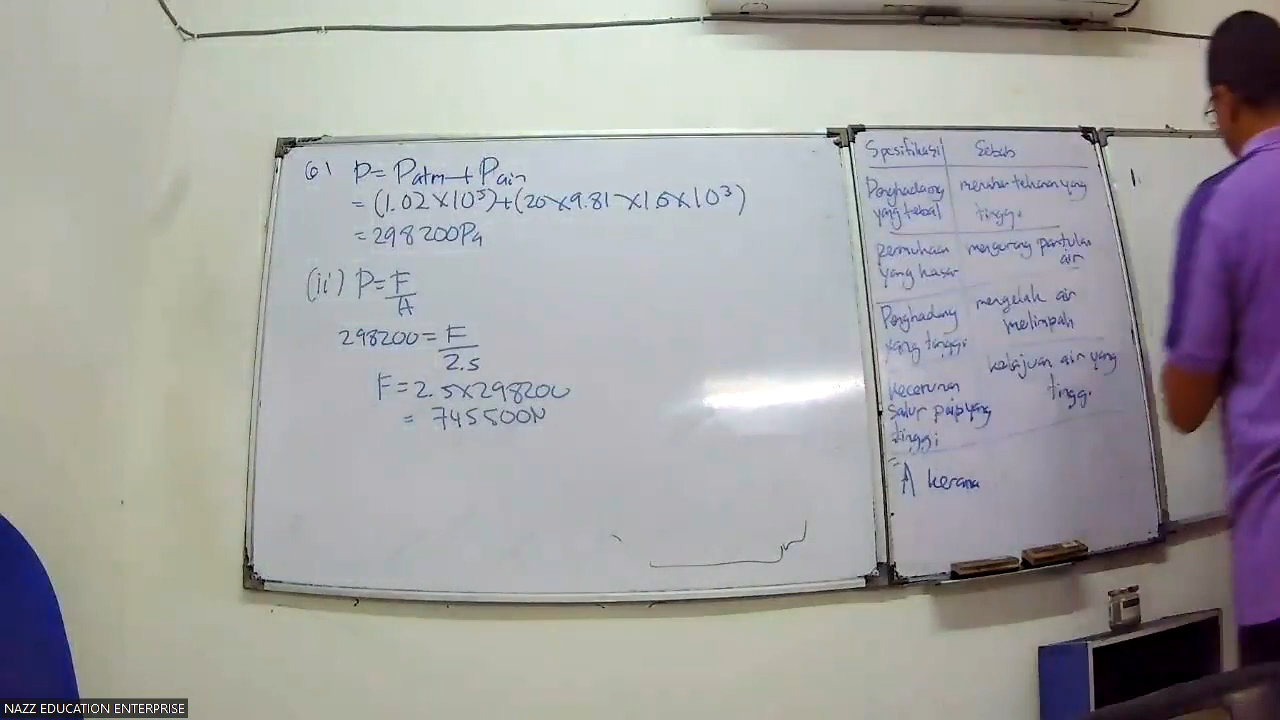 P = Patm + Pair
= (1.02 × 10⁵) + (20 × 9.81 × 1.0 × 10³)
= 298200Pa
(ii) P = F/A
298200 = F/2.5
F = 2.5 × 298200
= 745500N
Spesifikasi Sebab
Penghadang menahan tekanan yang
yang tebal tinggi
permukaan mengurang pantulan
yang kasar air
Penghadang mengelak air
yang tinggi melimpah
kecerunan kelajuan air yang
salur paip yang tinggi
tinggi
A kerana
1.
NAZZ EDUCATION ENTERPRISE